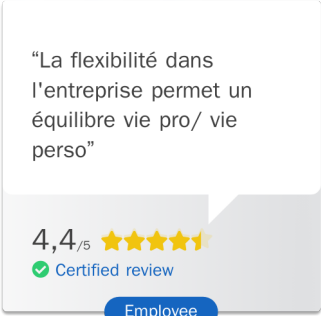 “La flexibilité dans
l'entreprise permet un
équilibre vie pro/ vie
perso”
4,4/5
Certified review
Employee